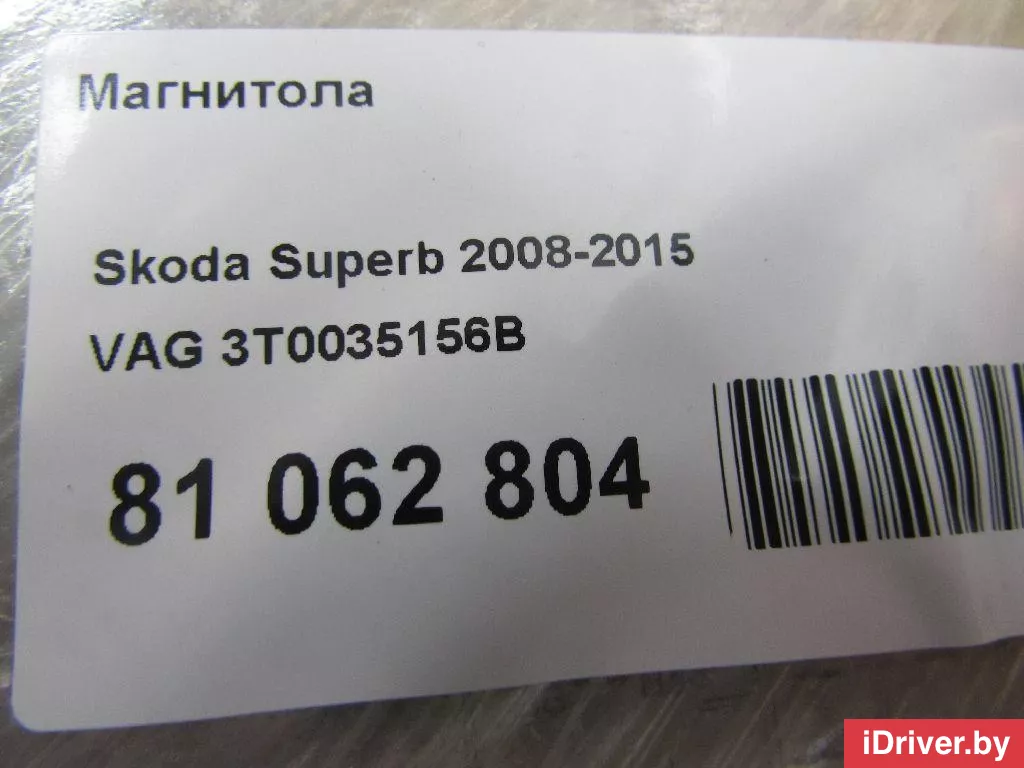 Магнитола
Skoda Superb 2008-2015
VAG 3T0035156B
81 062 804
iDriver.by